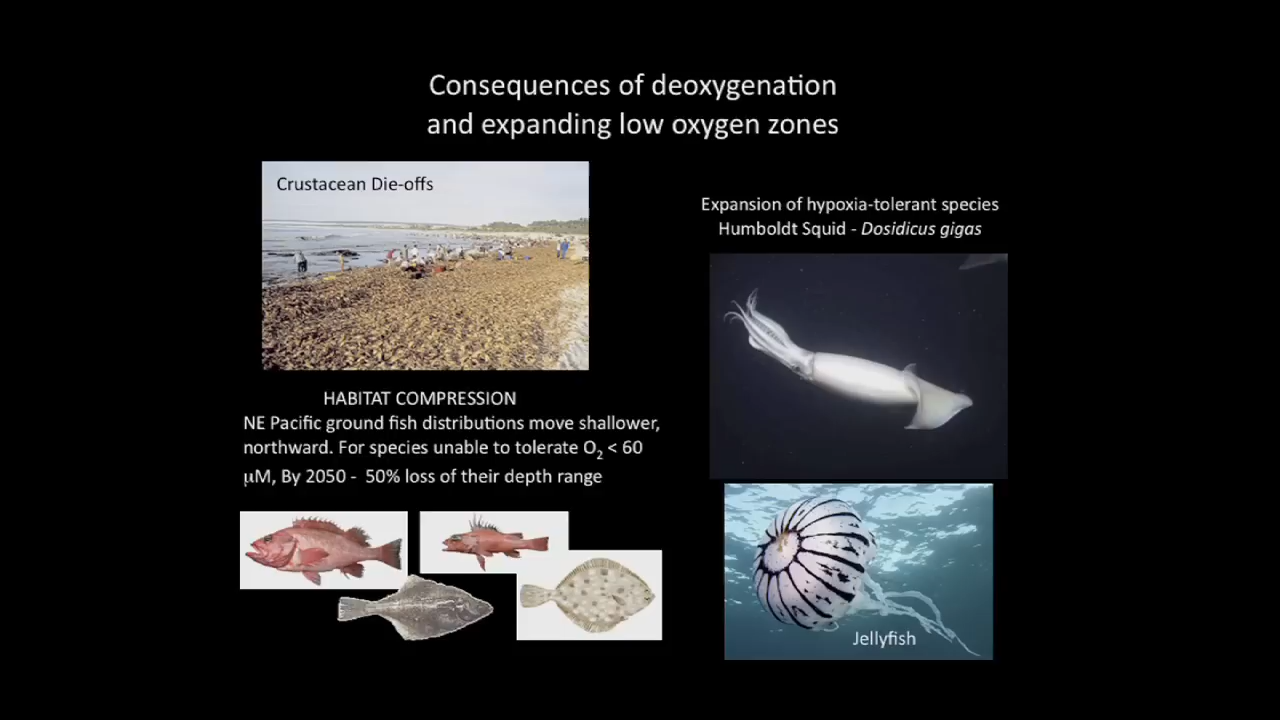 Consequences of deoxygenation
and expanding low oxygen zones
Crustacean Die-offs
Expansion of hypoxia-tolerant species
Humboldt Squid - Dosidicus gigas
HABITAT COMPRESSION
NE Pacific ground fish distributions move shallower,
northward. For species unable to tolerate O₂ < 60
µM, By 2050 - 50% loss of their depth range
Jellyfish